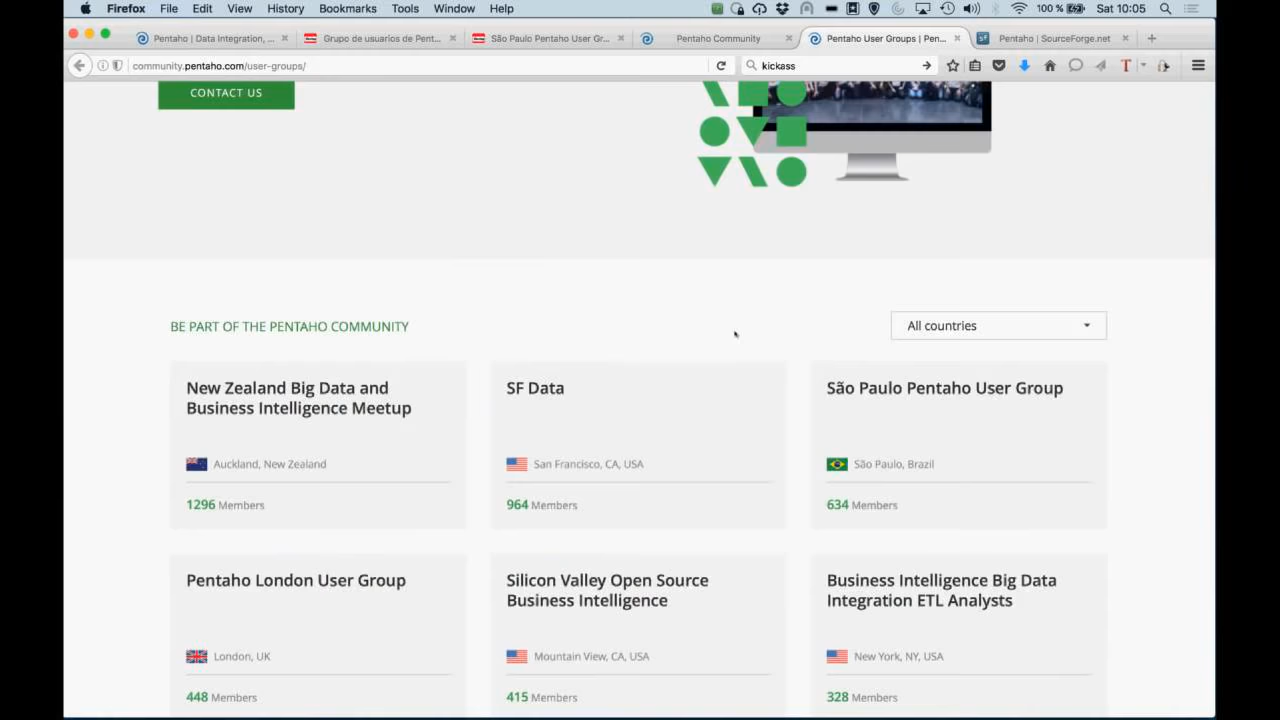 Firefox File Edit View History Bookmarks Tools Window Help 100 % Sat 10:05
Pentaho | Data Integration, ... Grupo de usuarios de Pent... São Paulo Pentaho User Gr... Pentaho Community Pentaho User Groups | Pen... Pentaho | SourceForge.net
community.pentaho.com/user-groups/ kickass
CONTACT US
BE PART OF THE PENTAHO COMMUNITY
All countries
New Zealand Big Data and
Business Intelligence Meetup
Auckland, New Zealand
1296 Members
SF Data
San Francisco, CA, USA
964 Members
São Paulo Pentaho User Group
São Paulo, Brazil
634 Members
Pentaho London User Group
London, UK
448 Members
Silicon Valley Open Source
Business Intelligence
Mountain View, CA, USA
415 Members
Business Intelligence Big Data
Integration ETL Analysts
New York, NY, USA
328 Members